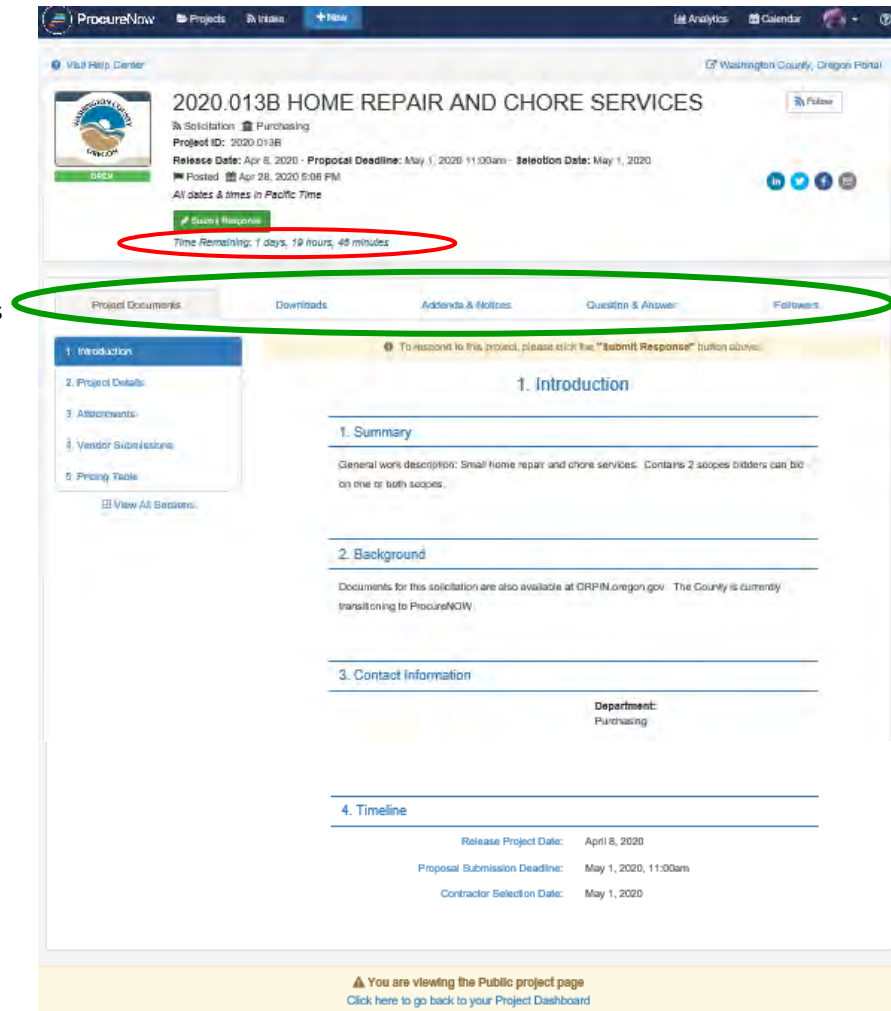 ProcureNow Projects Intake +New Analytics Calendar
Visit Help Center Washington County, Oregon Portal
WASHINGTON COUNTY
OREGON
OPEN
2020.013B HOME REPAIR AND CHORE SERVICES
Follow
Solicitation Purchasing
Project ID: 2020.013B
Release Date: Apr 8, 2020 · Proposal Deadline: May 1, 2020 11:00am · Selection Date: May 1, 2020
Posted Apr 28, 2020 5:06 PM
All dates & times in Pacific Time
Submit Response
Time Remaining: 1 days, 19 hours, 46 minutes
s
Project Documents Downloads Addenda & Notices Question & Answer Followers
To respond to this project, please click the "Submit Response" button above.
1. Introduction
2. Project Details
3. Attachments
4. Vendor Submissions
5. Pricing Table
View All Sections
1. Introduction
1. Summary
General work description: Small home repair and chore services. Contains 2 scopes bidders can bid
on one or both scopes.
2. Background
Documents for this solicitation are also available at ORPIN.oregon.gov. The County is currently
transitioning to ProcureNOW
3. Contact Information
Department:
Purchasing
4. Timeline
Release Project Date: April 8, 2020
Proposal Submission Deadline: May 1, 2020, 11:00am
Contractor Selection Date: May 1, 2020
You are viewing the Public project page
Click here to go back to your Project Dashboard